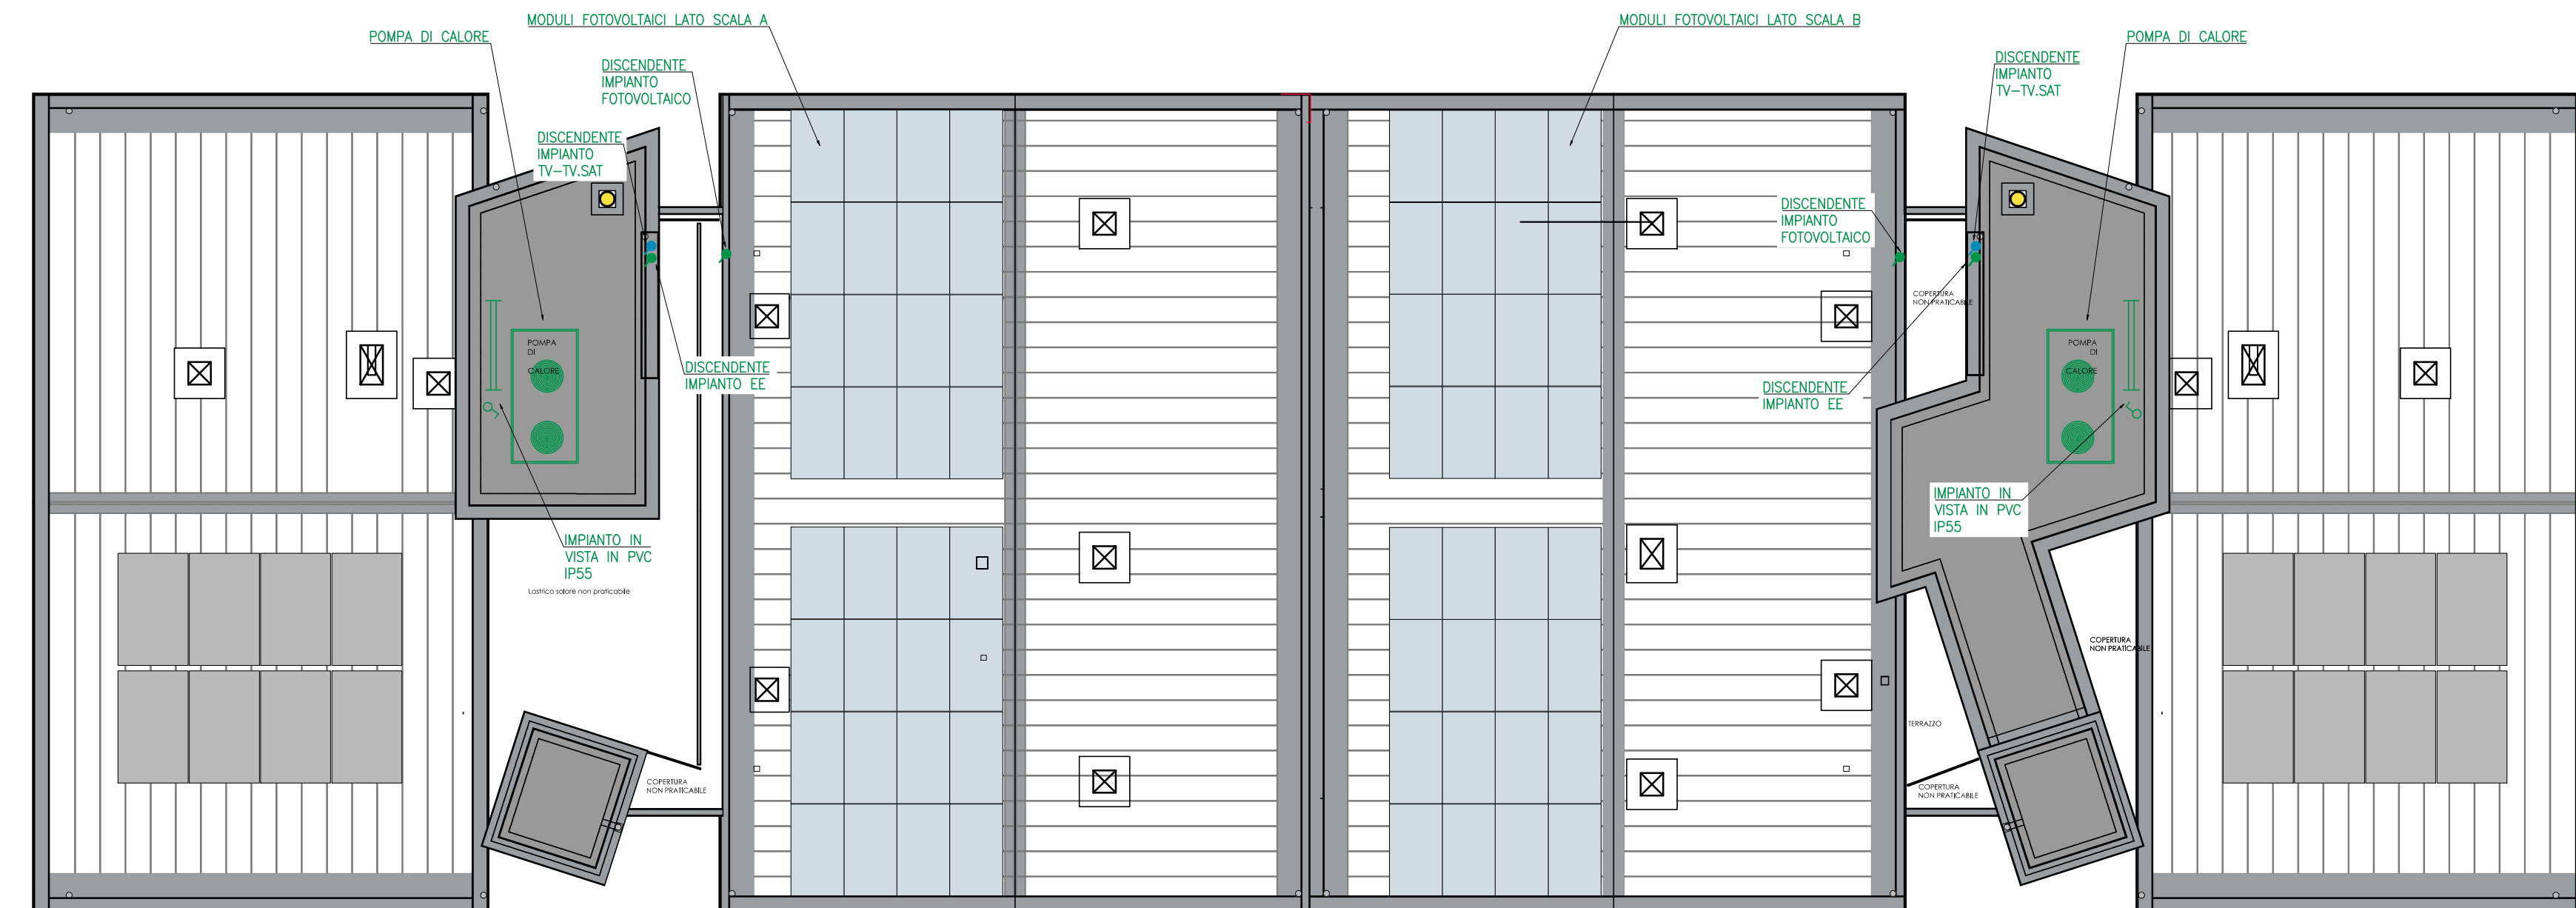 MODULI FOTOVOLTAICI LATO SCALA A
MODULI FOTOVOLTAICI LATO SCALA B
POMPA DI CALORE
POMPA DI CALORE
DISCENDENTE
IMPIANTO
FOTOVOLTAICO
DISCENDENTE
IMPIANTO
TV-TV.SAT
DISCENDENTE
IMPIANTO
TV-TV.SAT
DISCENDENTE
IMPIANTO
FOTOVOLTAICO
COPERTURA
NON PRATICABILE
POMPA
DI
CALORE
POMPA
DI
CALORE
DISCENDENTE
IMPIANTO EE
DISCENDENTE
IMPIANTO EE
IMPIANTO IN
VISTA IN PVC
IP55
IMPIANTO IN
VISTA IN PVC
IP55
Lastrico solare non praticabile
COPERTURA
NON PRATICABILE
TERRAZZO
COPERTURA
NON PRATICABILE
COPERTURA
NON PRATICABILE